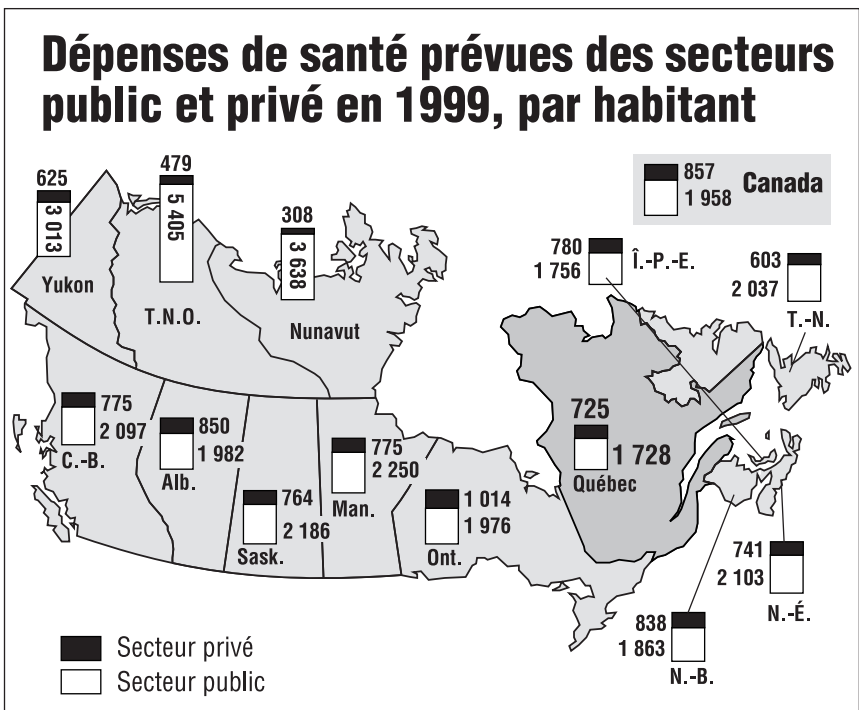 Dépenses de santé prévues des secteurs
public et privé en 1999, par habitant
857
1 958
Canada
625
3 013
Yukon
479
5 405
T.N.O.
308
3 638
Nunavut
780
1 756
Î.-P.-E.
603
2 037
T.-N.
775
2 097
C.-B.
850
1 982
Alb.
764
2 186
Sask.
775
2 250
Man.
1 014
1 976
Ont.
725
1 728
Québec
741
2 103
N.-É.
838
1 863
N.-B.
Secteur privé
Secteur public